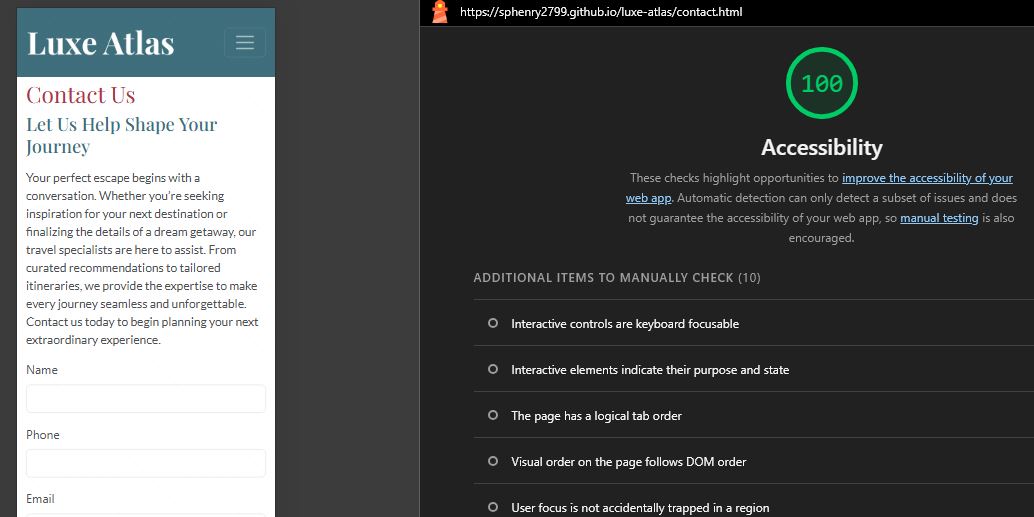 Luxe Atlas
Contact Us
Let Us Help Shape Your
Journey
Your perfect escape begins with a
conversation. Whether you're seeking
inspiration for your next destination or
finalizing the details of a dream getaway, our
travel specialists are here to assist. From
curated recommendations to tailored
itineraries, we provide the expertise to make
every journey seamless and unforgettable.
Contact us today to begin planning your next
extraordinary experience.
Name
Phone
Email
https://sphenry2799.github.io/luxe-atlas/contact.html
100
Accessibility
These checks highlight opportunities to improve the accessibility of your
web app. Automatic detection can only detect a subset of issues and does
not guarantee the accessibility of your web app, so manual testing is also
encouraged.
ADDITIONAL ITEMS TO MANUALLY CHECK (10)
Interactive controls are keyboard focusable
Interactive elements indicate their purpose and state
The page has a logical tab order
Visual order on the page follows DOM order
User focus is not accidentally trapped in a region